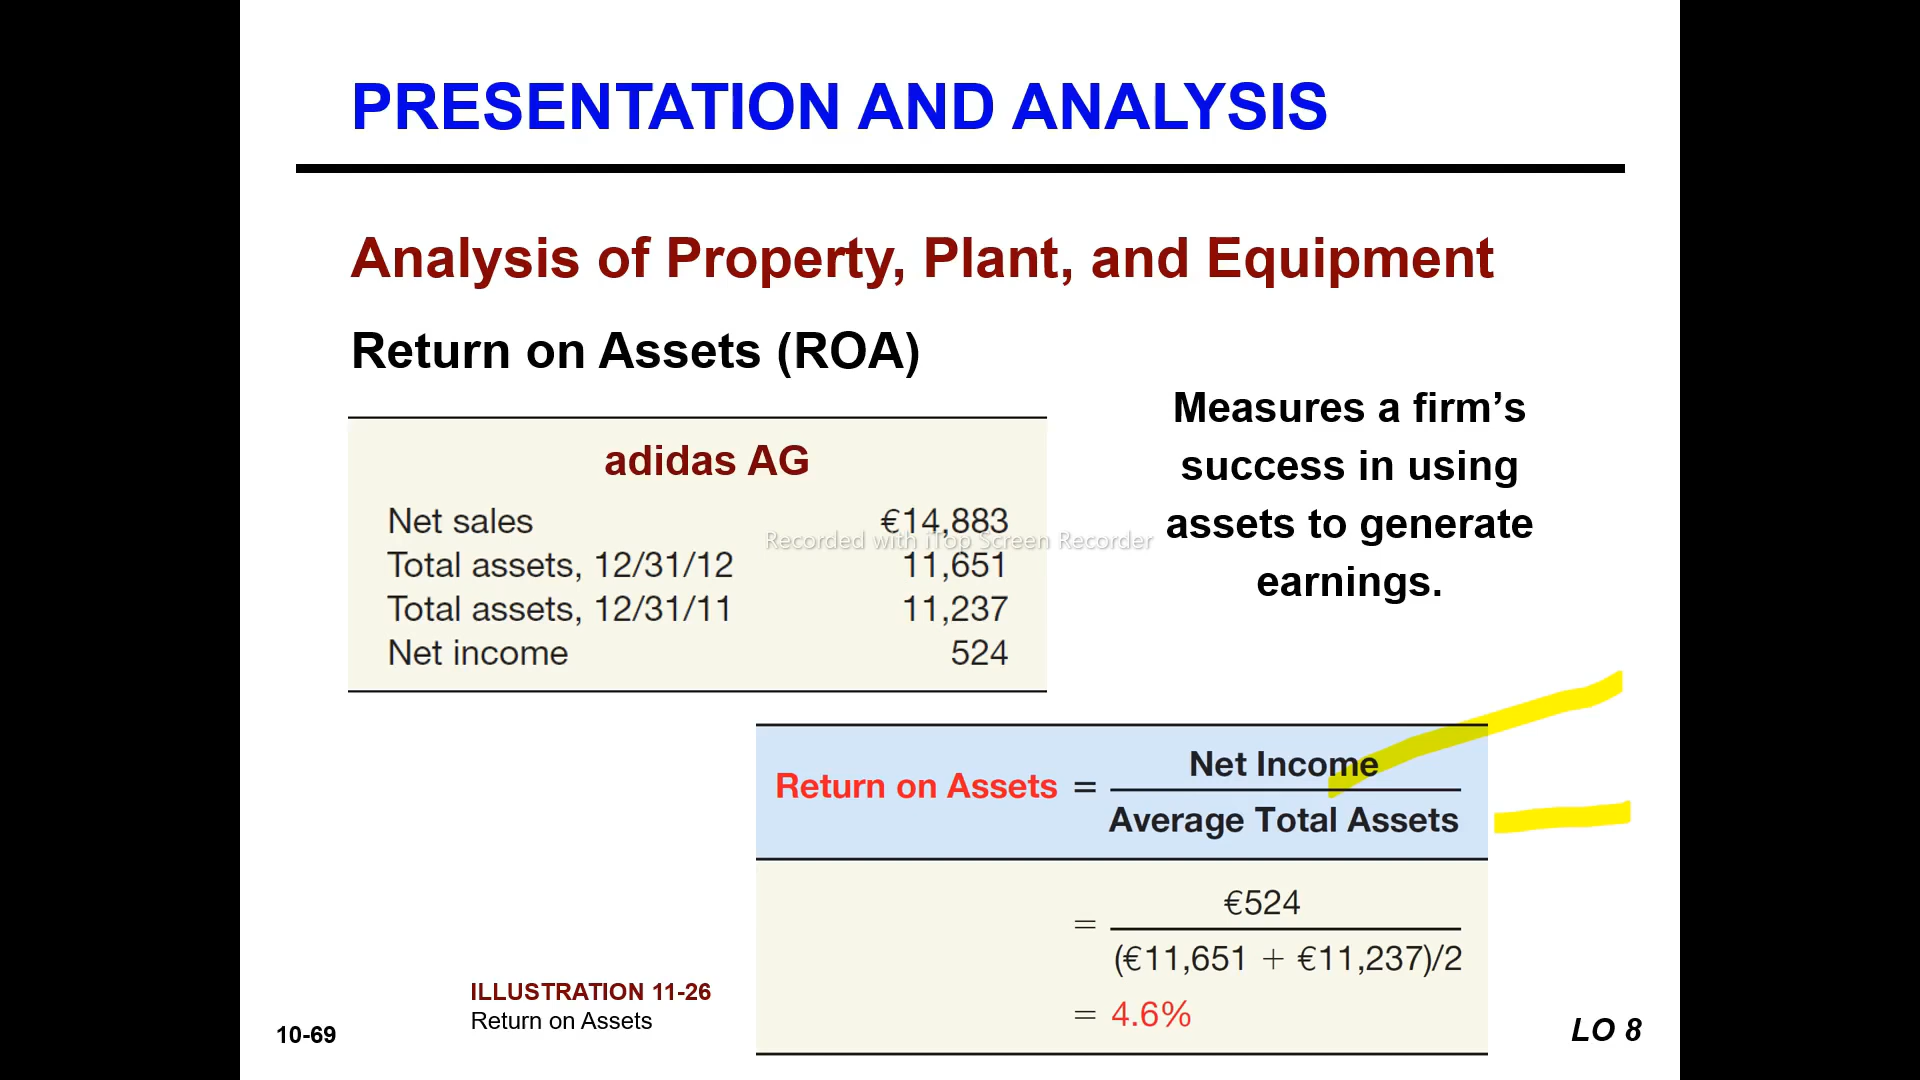 PRESENTATION AND ANALYSIS
Analysis of Property, Plant, and Equipment
Return on Assets (ROA)
Measures a firm’s
success in using
assets to generate
earnings.
adidas AG
Net sales €14,883
Total assets, 12/31/12 11,651
Total assets, 12/31/11 11,237
Net income 524
Recorded with iTop Screen Recorder
Return on Assets = Net Income
Average Total Assets
= €524
(€11,651 + €11,237)/2
= 4.6%
ILLUSTRATION 11-26
Return on Assets
10-69
LO 8